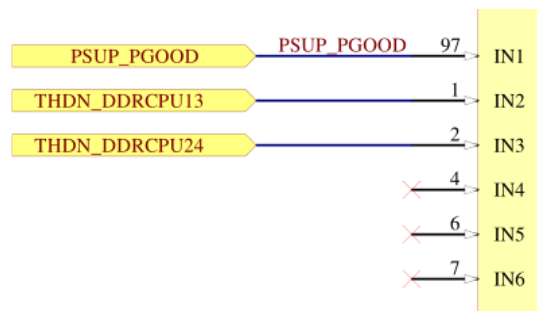 PSUP_PGOOD PSUP_PGOOD 97 IN1
THDN_DDRCPU13 1 IN2
THDN_DDRCPU24 2 IN3
4 IN4
6 IN5
7 IN6